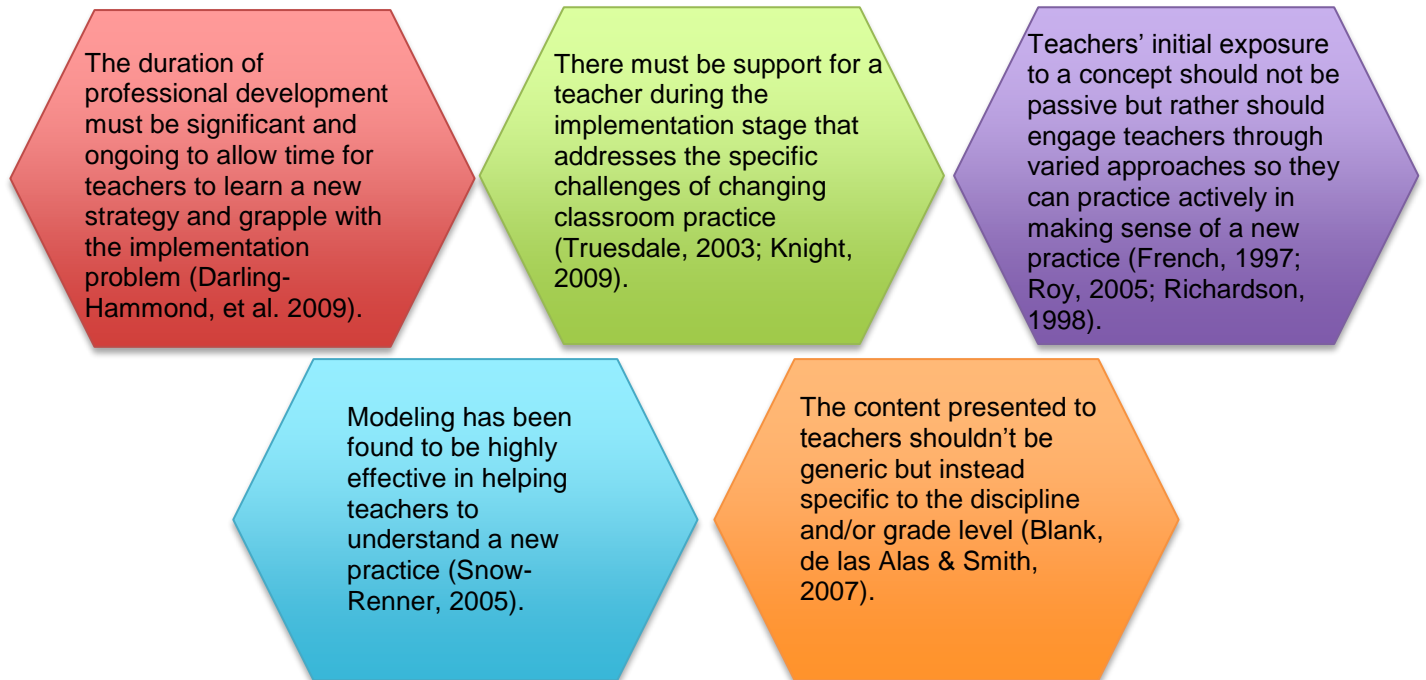 The duration of
professional development
must be significant and
ongoing to allow time for
teachers to learn a new
strategy and grapple with
the implementation
problem (Darling-
Hammond, et al. 2009).
There must be support for a
teacher during the
implementation stage that
addresses the specific
challenges of changing
classroom practice
(Truesdale, 2003; Knight,
2009).
Teachers’ initial exposure
to a concept should not be
passive but rather should
engage teachers through
varied approaches so they
can practice actively in
making sense of a new
practice (French, 1997;
Roy, 2005; Richardson,
1998).
Modeling has been
found to be highly
effective in helping
teachers to
understand a new
practice (Snow-
Renner, 2005).
The content presented to
teachers shouldn’t be
generic but instead
specific to the discipline
and/or grade level (Blank,
de las Alas & Smith,
2007).